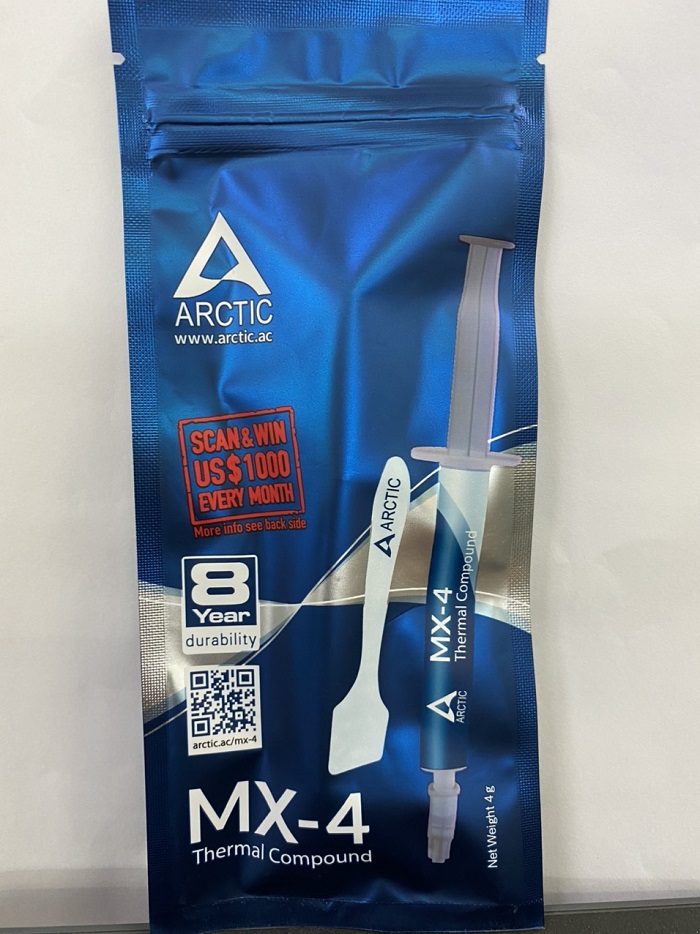 ARCTIC
www.arctic.ac
SCAN & WIN
US $1000
EVERY MONTH
More info see back side
8
Year
durability
arctic.ac/mx-4
MX-4
Thermal Compound
ARCTIC
MX-4
Thermal Compound
ARCTIC
Net Weight 4 g